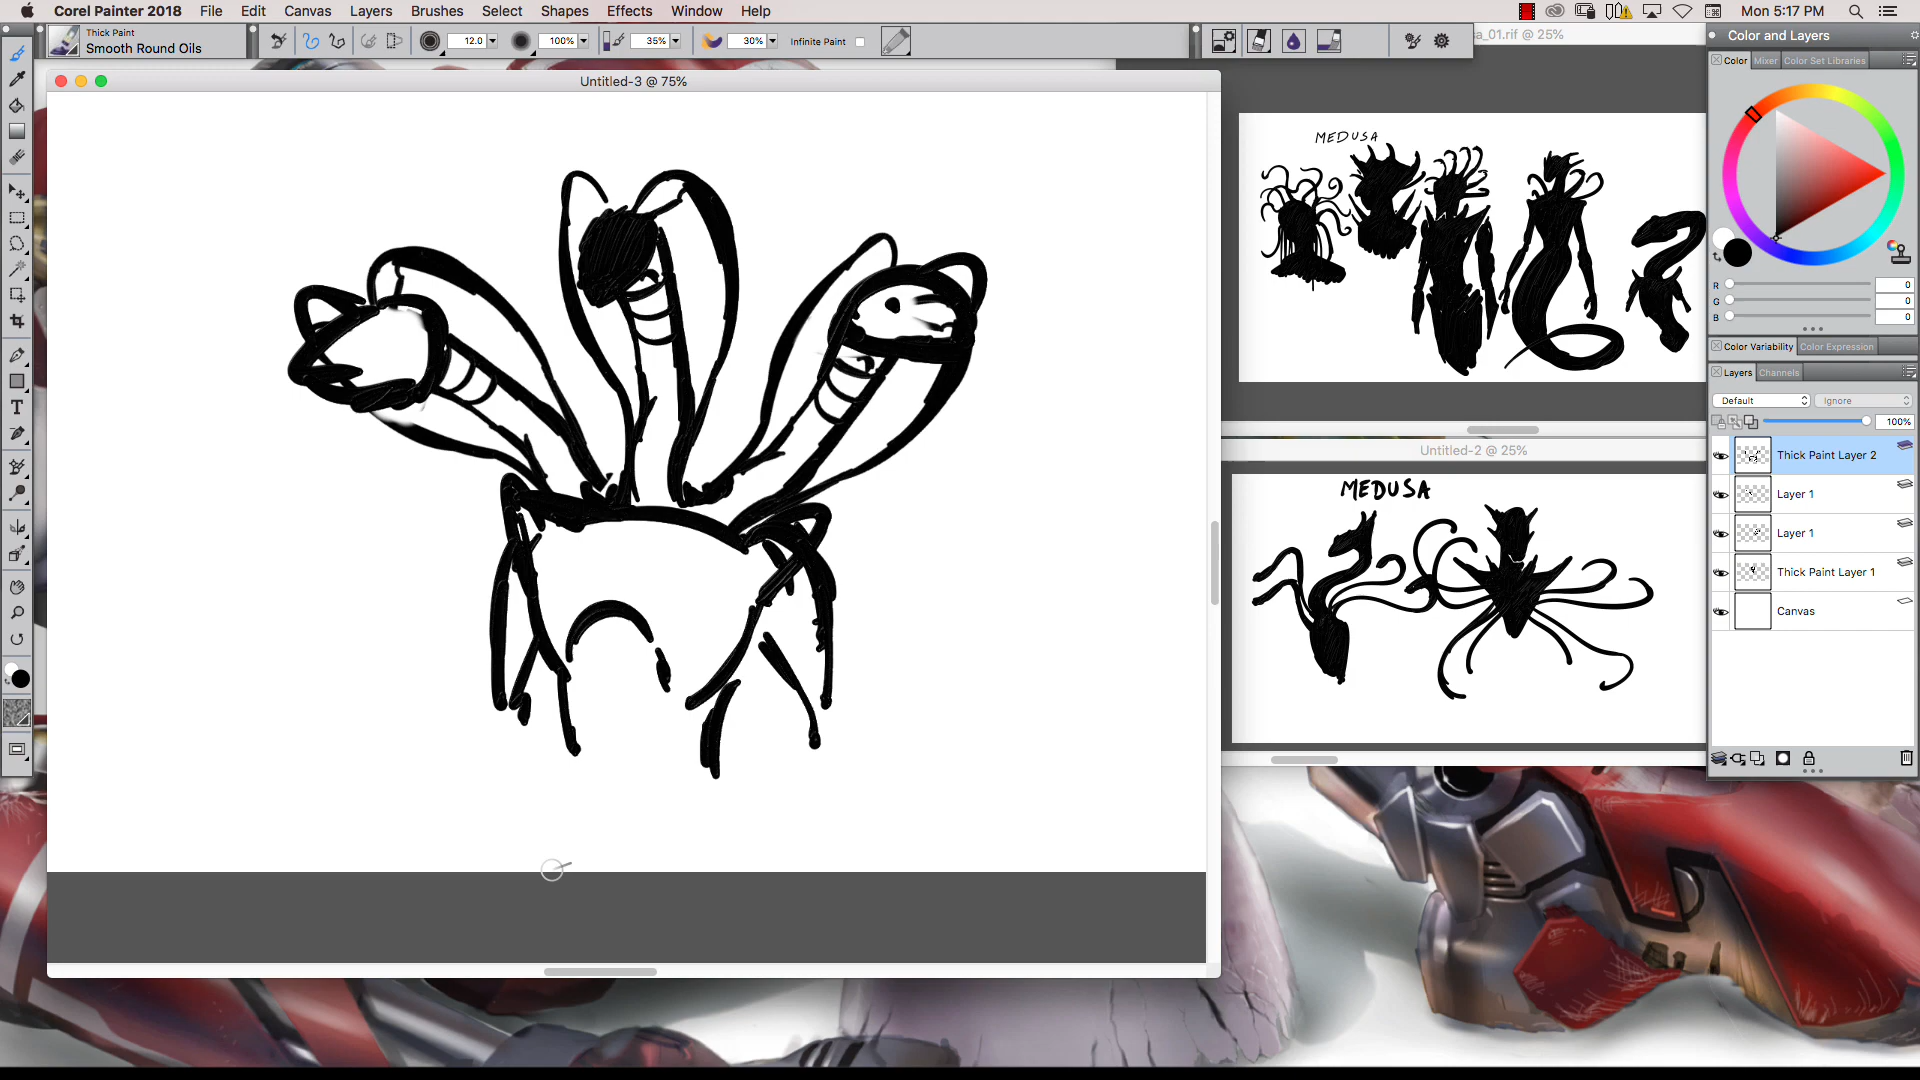 Corel Painter 2018 File Edit Canvas Layers Brushes Select Shapes Effects Window Help Mon 5:17 PM
Thick Paint
Smooth Round Oils
12.0 100% 35% 30% Infinite Paint
a_01.rif @ 25%
Color and Layers
Color Mixer Color Set Libraries
Untitled-3 @ 75%
MEDUSA
R 0
G 0
B 0
Color Variability Color Expression
Layers Channels
Default Ignore
100%
Untitled-2 @ 25%
MEDUSA
Thick Paint Layer 2
Layer 1
Layer 1
Thick Paint Layer 1
Canvas